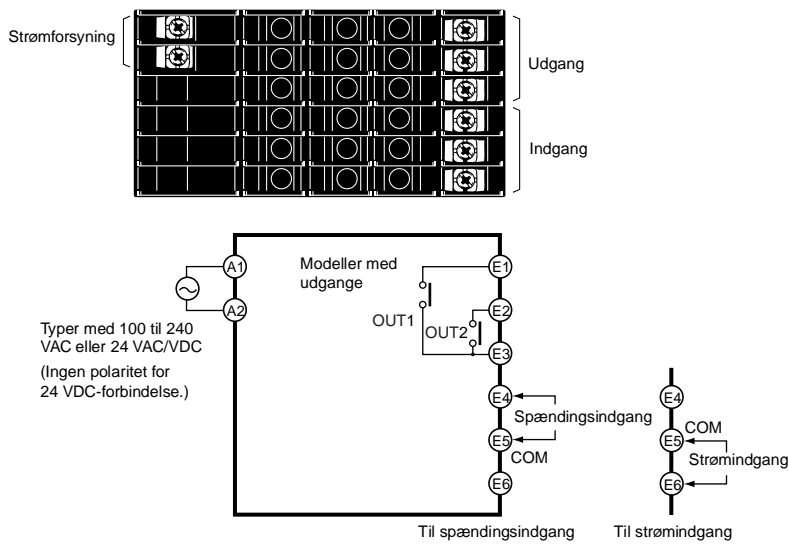 Strømforsyning
Udgang
Indgang
A1
A2
Modeller med
udgange
OUT1
OUT2
E1
E2
E3
E4
E5
E6
Typer med 100 til 240
VAC eller 24 VAC/VDC
(Ingen polaritet for
24 VDC-forbindelse.)
Spændingsindgang
COM
Til spændingsindgang
E4
E5
COM
Strømindgang
E6
Til strømindgang